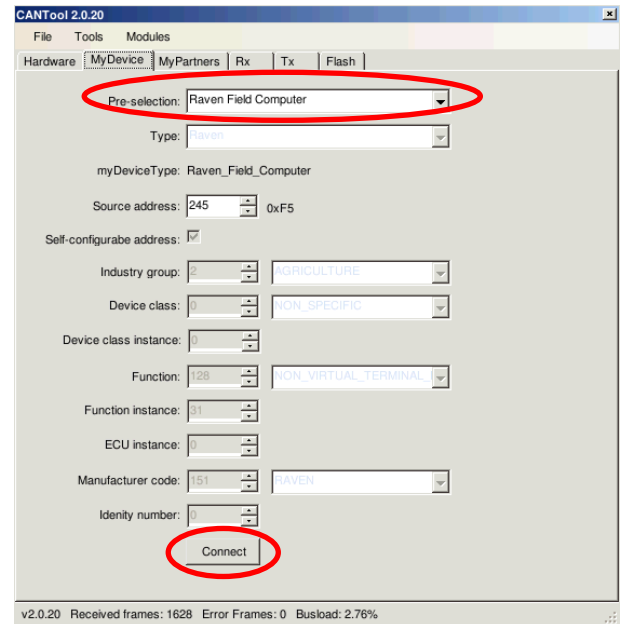 CANTool 2.0.20
File Tools Modules
Hardware MyDevice MyPartners Rx Tx Flash
Pre-selection: Raven Field Computer
Type: Raven
myDeviceType: Raven_Field_Computer
Source address: 245 0xF5
Self-configurabe address:
Industry group: 2 AGRICULTURE
Device class: 0 NON_SPECIFIC
Device class instance: 0
Function: 128 NON_VIRTUAL_TERMINAL_
Function instance: 31
ECU instance: 0
Manufacturer code: 151 RAVEN
Idenity number: 0
Connect
v2.0.20 Received frames: 1628 Error Frames: 0 Busload: 2.76%